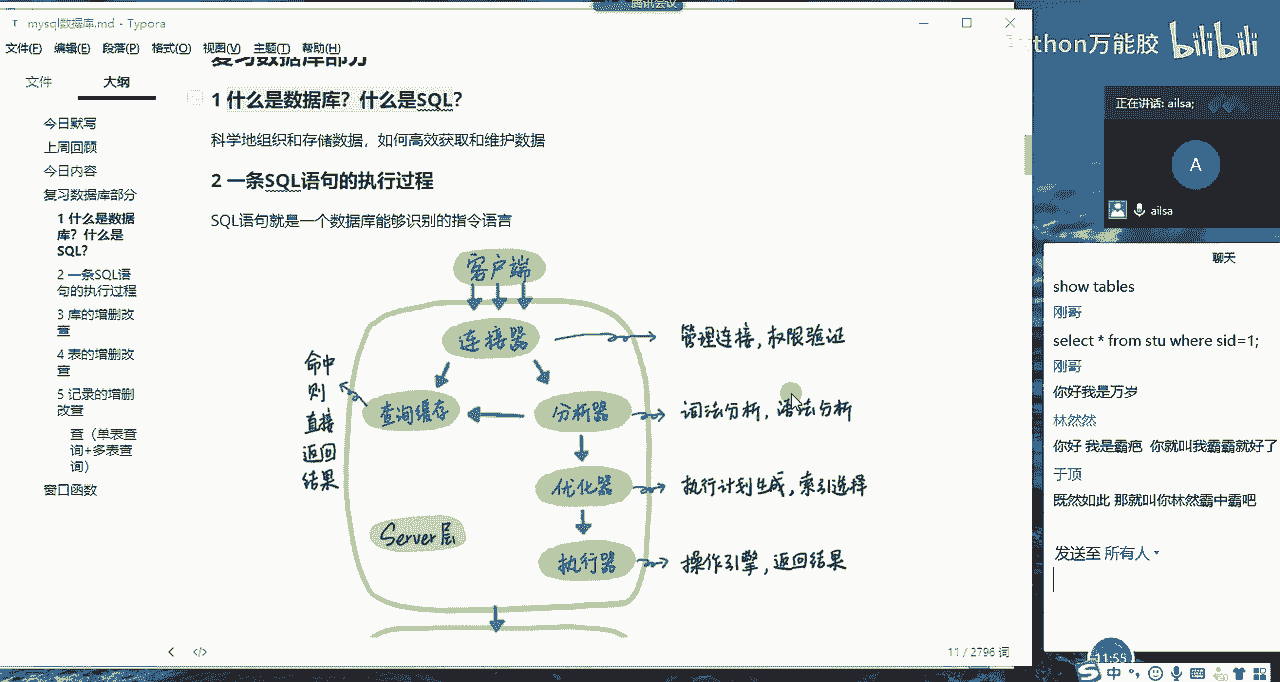 腾讯会议
mysql数据库.md - Typora
文件(F) 编辑(E) 段落(P) 格式(O) 视图(V) 主题(T) 帮助(H)
文件 大纲
今日默写
上周回顾
今日内容
复习数据库部分
1 什么是数据
库？什么是
SQL?
2 一条SQL语
句的执行过程
3 库的增删改
查
4 表的增删改
查
5 记录的增删
改查
查（单表查
询+多表查
询）
窗口函数
复习数据库部分
1 什么是数据库？什么是SQL?
科学地组织和存储数据，如何高效获取和维护数据
2 一条SQL语句的执行过程
SQL语句就是一个数据库能够识别的指令语言
客户端
连接器
管理连接，权限验证
命中
则
直接
返回
结果
查询缓存
分析器
词法分析，语法分析
优化器
执行计划生成，索引选择
Server层
执行器
操作引擎，返回结果
11 / 2796 词
thon万能胶 bilibili
正在讲话: ailsa;
A
ailsa
聊天
show tables
刚哥
select * from stu where sid=1;
刚哥
你好我是万岁
林然然
你好 我是霸疤 你就叫我霸霸就好了
于顶
既然如此 那就叫你林然霸中霸吧
发送至 所有人
11:55
中